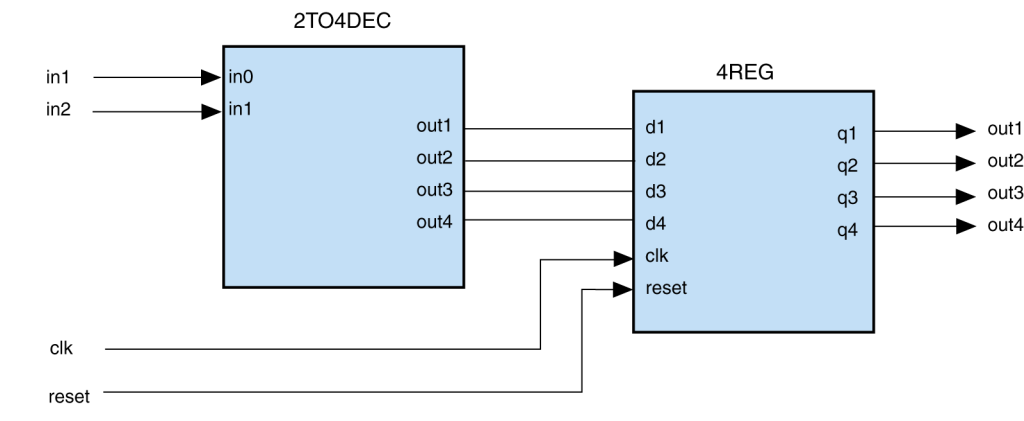 2TO4DEC
4REG
in1
in2
in0
in1
out1
out2
out3
out4
d1
d2
d3
d4
clk
reset
q1
q2
q3
q4
out1
out2
out3
out4
clk
reset